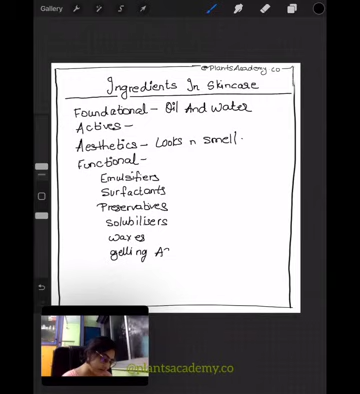 Gallery
@PlantsAcademy.co
Ingredients In Skincare
Foundational - Oil And Water
Actives -
Aesthetics - Looks n smell.
Functional -
Emulsifiers
Surfactants
Preservatives
Solubilisers
Waxes
gelling
@plantsacademy.co